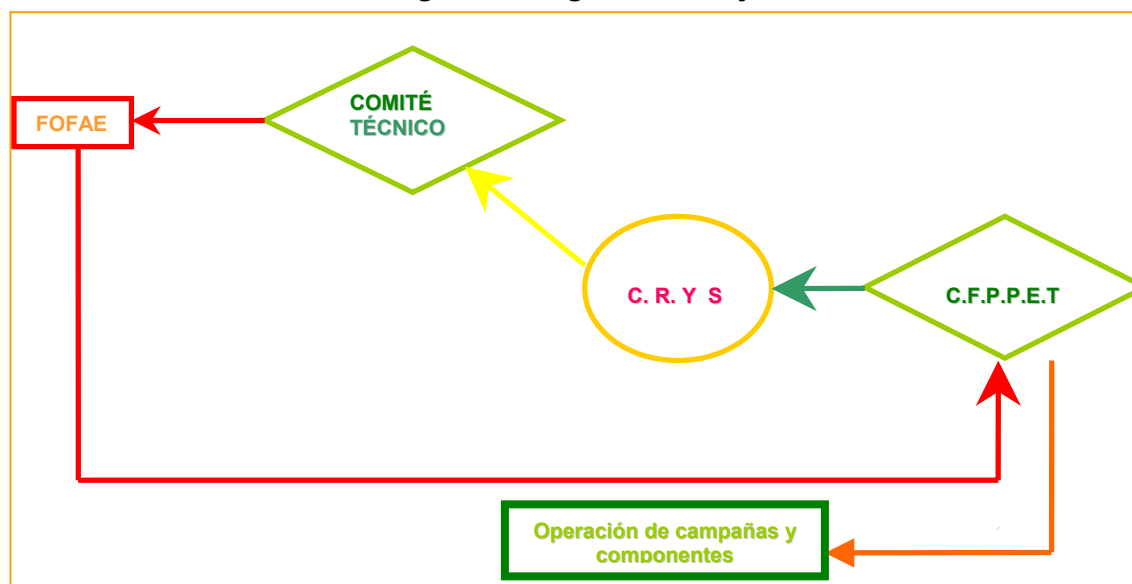 COMITÉ
TÉCNICO
FOFAE
C. R. Y S
C.F.P.P.E.T
Operación de campañas y
componentes